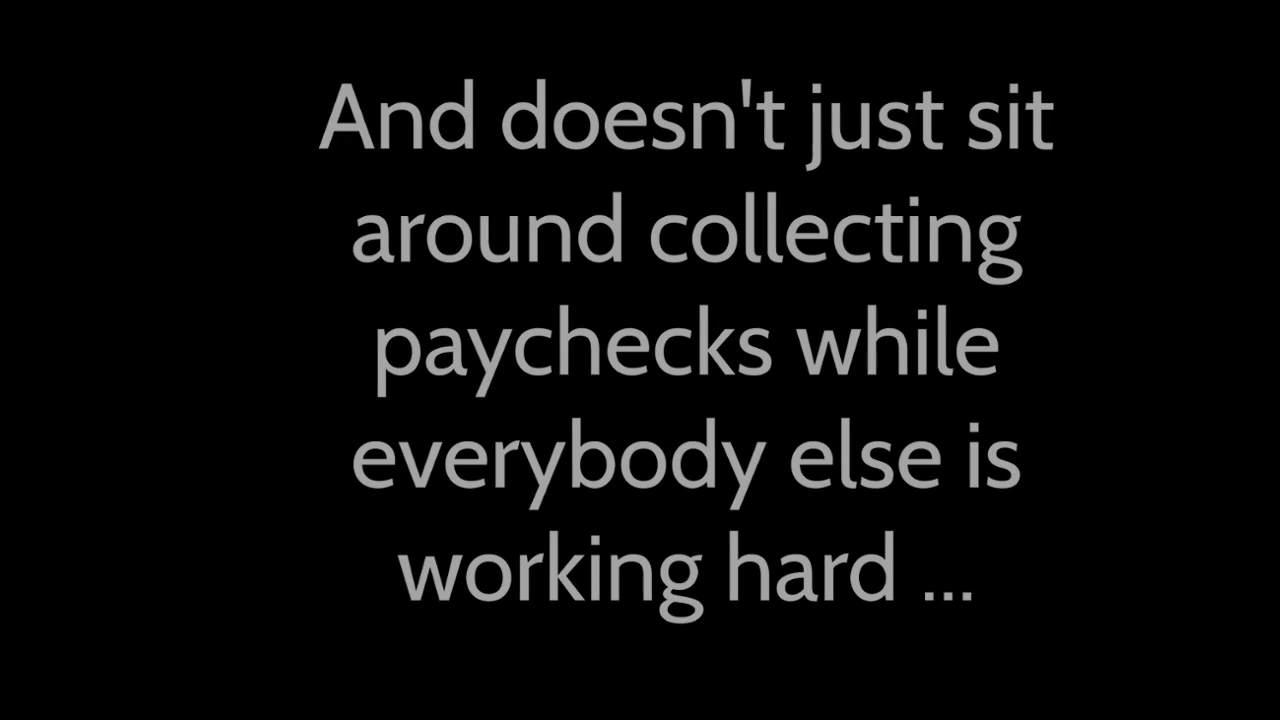 And doesn't just sit
around collecting
paychecks while
everybody else is
working hard ...